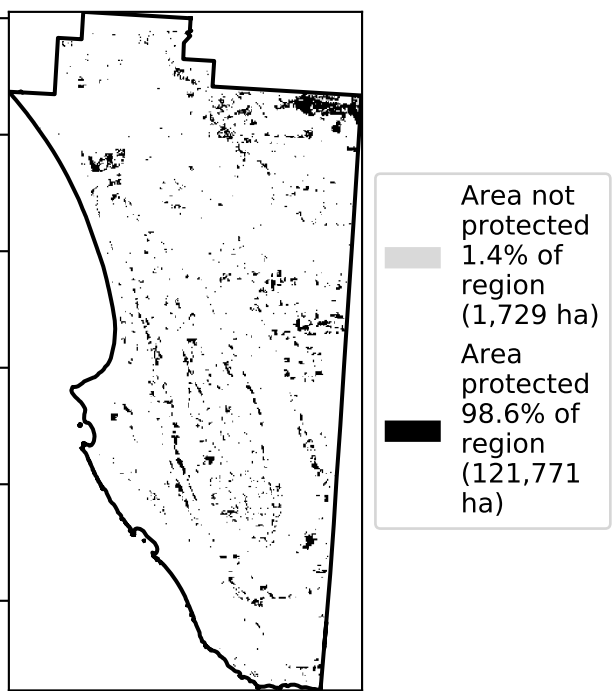 Area not
protected
1.4% of
region
(1,729 ha)
Area
protected
98.6% of
region
(121,771
ha)